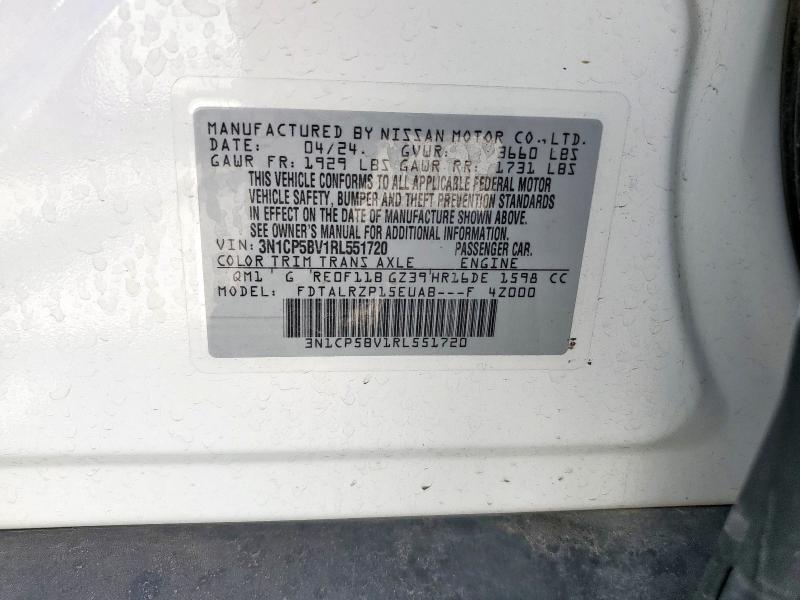 MANUFACTURED BY NISSAN MOTOR CO.,LTD.
DATE: 04/24. GVWR: 3660 LBS
GAWR FR: 1929 LBS GAWR RR: 1731 LBS
THIS VEHICLE CONFORMS TO ALL APPLICABLE FEDERAL MOTOR
VEHICLE SAFETY, BUMPER AND THEFT PREVENTION STANDARDS
IN EFFECT ON THE DATE OF MANUFACTURE SHOWN ABOVE.
SEE OWNER'S MANUAL FOR ADDITIONAL INFORMATION.
VIN: 3N1CP5BV1RL551720 PASSENGER CAR.
COLOR TRIM TRANS AXLE ENGINE
QM1 G RE0F11B GZ39 HR16DE 1598 CC
MODEL: FDTALRZP15EUAB---F 4Z000
3N1CP5BV1RL551720